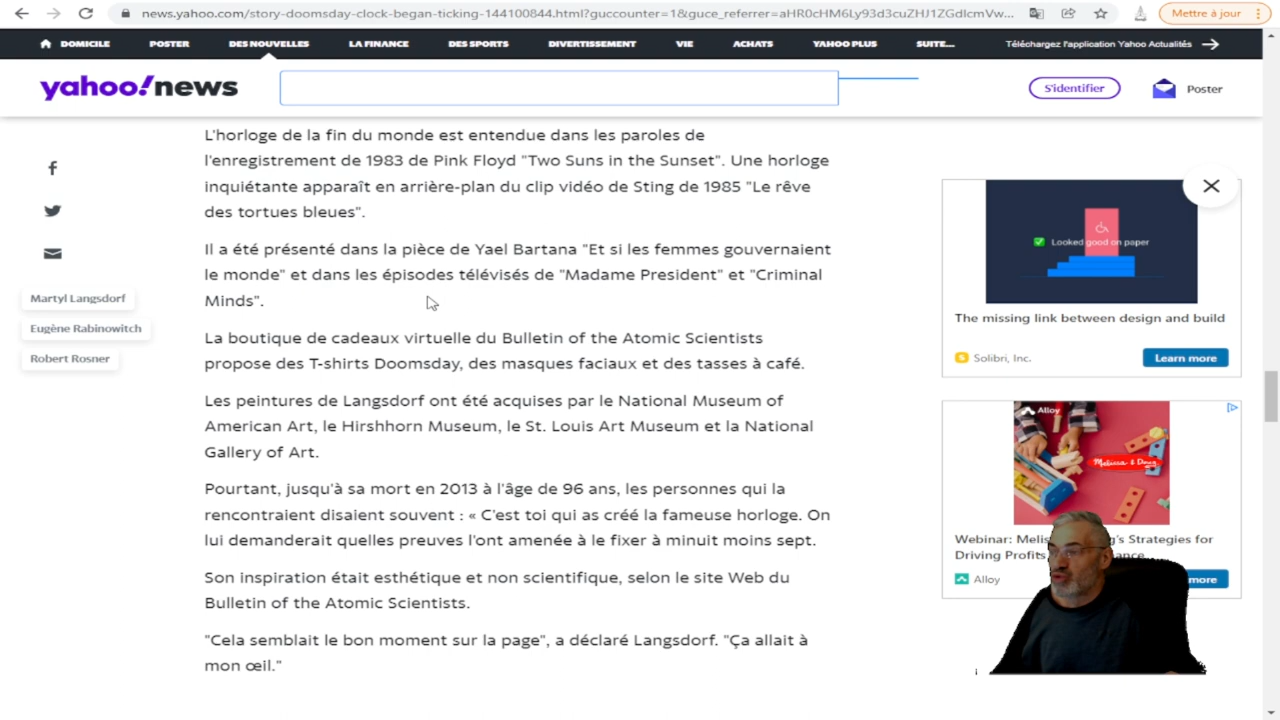 news.yahoo.com/story-doomsday-clock-began-ticking-144100844.html?guccounter=1&guce_referrer=aHR0cHM6Ly93d3cuZHJ1ZGdlcmVw...
Mettre à jour
DOMICILE POSTER DES NOUVELLES LA FINANCE DES SPORTS DIVERTISSEMENT VIE ACHATS YAHOO PLUS SUITE... Téléchargez l'application Yahoo Actualités
yahoo!news
S'identifier
Poster
L'horloge de la fin du monde est entendue dans les paroles de
l'enregistrement de 1983 de Pink Floyd "Two Suns in the Sunset". Une horloge
inquiétante apparaît en arrière-plan du clip vidéo de Sting de 1985 "Le rêve
des tortues bleues".
Il a été présenté dans la pièce de Yael Bartana "Et si les femmes gouvernaient
le monde" et dans les épisodes télévisés de "Madame President" et "Criminal
Minds".
La boutique de cadeaux virtuelle du Bulletin of the Atomic Scientists
propose des T-shirts Doomsday, des masques faciaux et des tasses à café.
Les peintures de Langsdorf ont été acquises par le National Museum of
American Art, le Hirshhorn Museum, le St. Louis Art Museum et la National
Gallery of Art.
Pourtant, jusqu'à sa mort en 2013 à l'âge de 96 ans, les personnes qui la
rencontraient disaient souvent : « C'est toi qui as créé la fameuse horloge. On
lui demanderait quelles preuves l'ont amenée à le fixer à minuit moins sept.
Son inspiration était esthétique et non scientifique, selon le site Web du
Bulletin of the Atomic Scientists.
"Cela semblait le bon moment sur la page", a déclaré Langsdorf. "Ça allait à
mon œil."
Martyl Langsdorf
Eugène Rabinowitch
Robert Rosner
Looked good on paper
The missing link between design and build
Solibri, Inc.
Learn more
Alloy
Melissa & Doug
Webinar: 's Strategies for
Driving Profits
Alloy
more